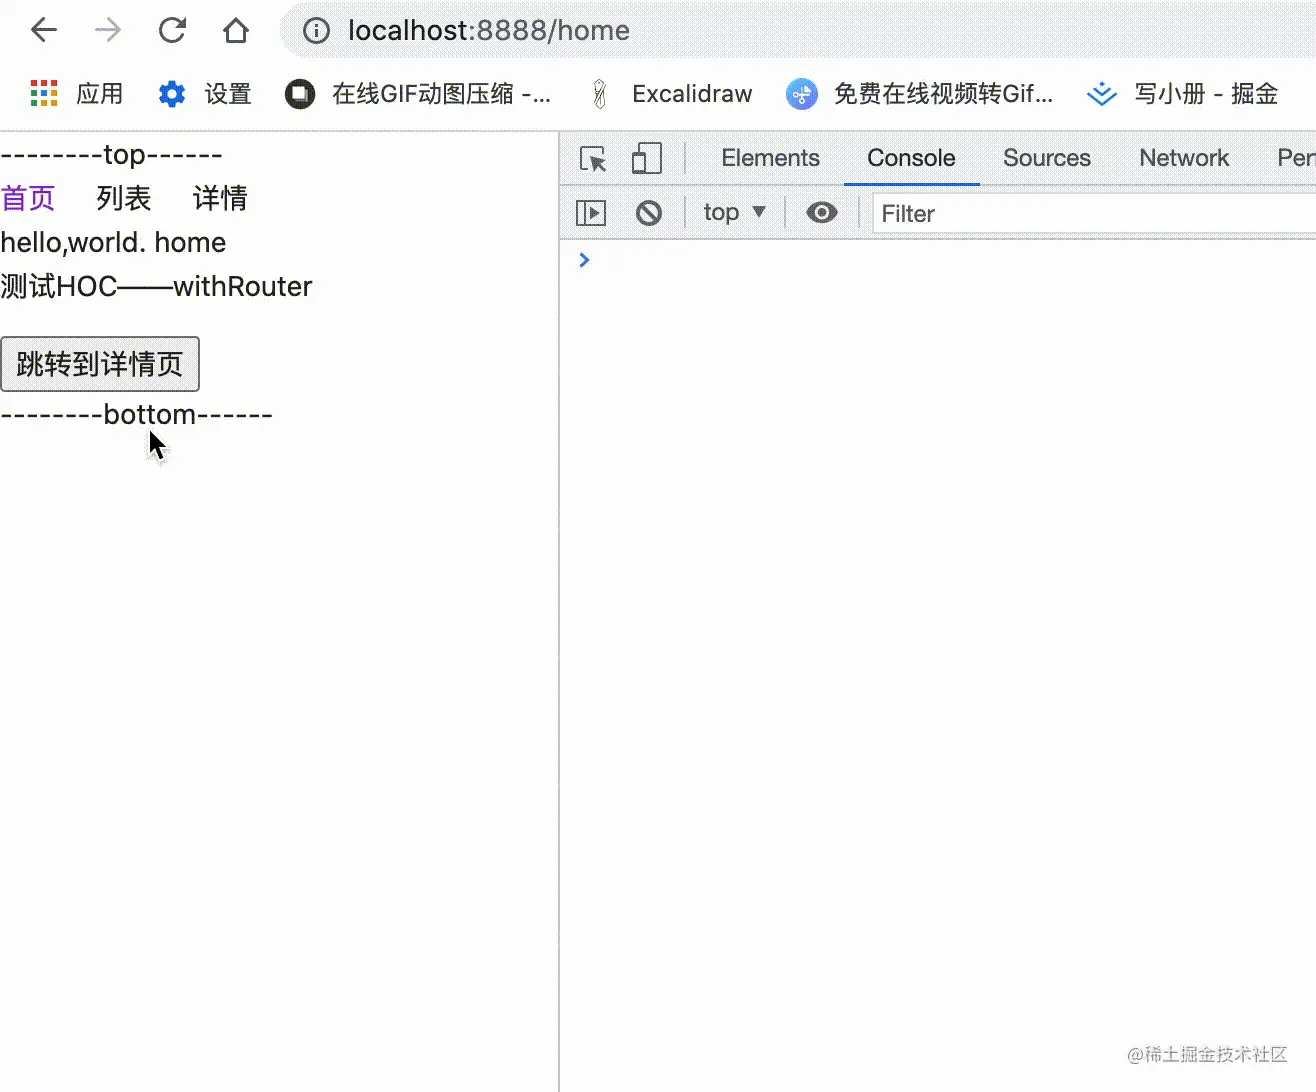 localhost:8888/home
应用 设置 在线GIF动图压缩 -... Excalidraw 免费在线视频转Gif... 写小册 - 掘金
--------top------
首页 列表 详情
hello,world. home
测试HOC——withRouter
跳转到详情页
--------bottom------
Elements Console Sources Network Per
top Filter
@稀土掘金技术社区